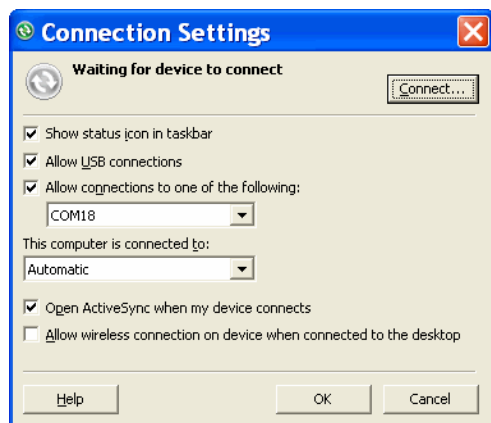 Connection Settings
Waiting for device to connect
Connect...
Show status icon in taskbar
Allow USB connections
Allow connections to one of the following:
COM18
This computer is connected to:
Automatic
Open ActiveSync when my device connects
Allow wireless connection on device when connected to the desktop
Help OK Cancel